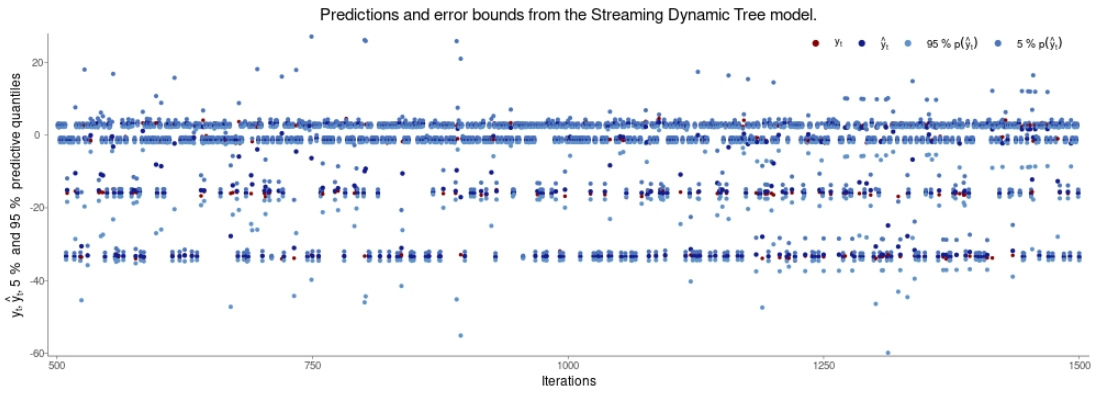 Predictions and error bounds from the Streaming Dynamic Tree model.
yₜ ŷₜ 95 % p(ŷₜ) 5 % p(ŷₜ)
yₜ, ŷₜ, 5 % and 95 % predictive quantiles
20
0
-20
-40
-60
500 750 1000 1250 1500
Iterations